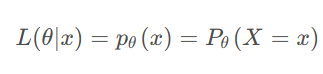 L(θ|x) = pθ (x) = Pθ (X = x)